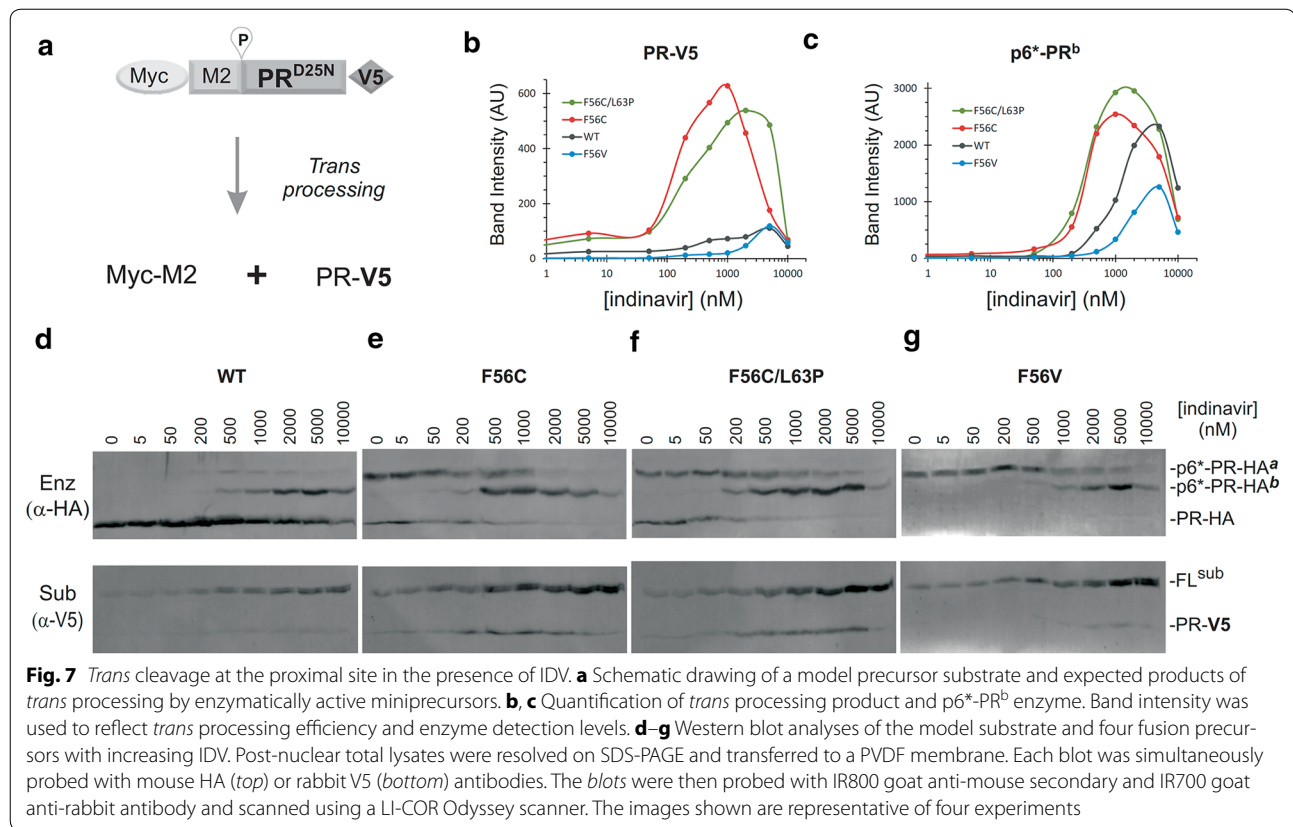 a
P
Myc M2 PR^D25N V5
Trans
processing
Myc-M2 + PR-V5
b
PR-V5
Band Intensity (AU)
600
400
200
0
F56C/L63P
F56C
WT
F56V
1 10 100 1000 10000
[indinavir] (nM)
c
p6*-PR^b
Band Intensity (AU)
3000
2000
1000
0
F56C/L63P
F56C
WT
F56V
1 10 100 1000 10000
[indinavir] (nM)
d
WT
0 5 50 200 500 1000 2000 5000 10000
e
F56C
0 5 50 200 500 1000 2000 5000 10000
f
F56C/L63P
0 5 50 200 500 1000 2000 5000 10000
g
F56V
0 5 50 200 500 1000 2000 5000 10000
[indinavir]
(nM)
Enz
(α-HA)
-p6*-PR-HA^a
-p6*-PR-HA^b
-PR-HA
Sub
(α-V5)
-FL^sub
-PR-V5
Fig. 7 Trans cleavage at the proximal site in the presence of IDV. a Schematic drawing of a model precursor substrate and expected products of
trans processing by enzymatically active miniprecursors. b, c Quantification of trans processing product and p6*-PR^b enzyme. Band intensity was
used to reflect trans processing efficiency and enzyme detection levels. d–g Western blot analyses of the model substrate and four fusion precur-
sors with increasing IDV. Post-nuclear total lysates were resolved on SDS-PAGE and transferred to a PVDF membrane. Each blot was simultaneously
probed with mouse HA (top) or rabbit V5 (bottom) antibodies. The blots were then probed with IR800 goat anti-mouse secondary and IR700 goat
anti-rabbit antibody and scanned using a LI-COR Odyssey scanner. The images shown are representative of four experiments